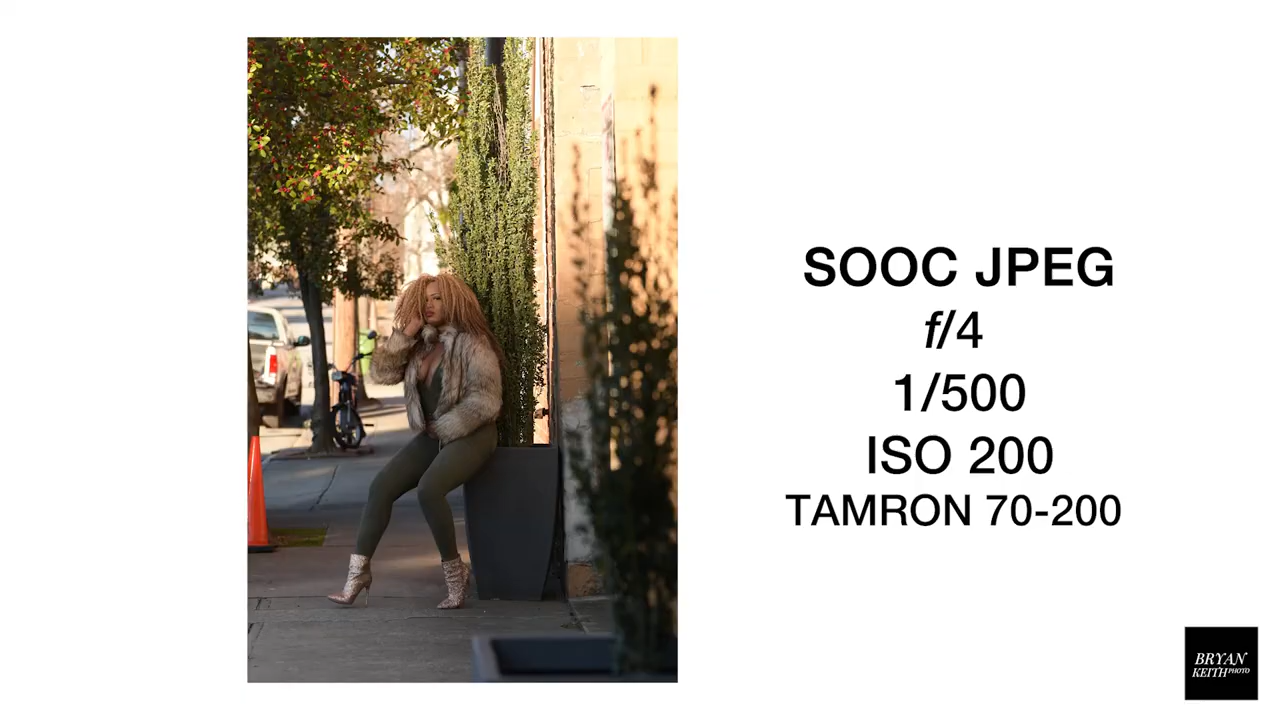 SOOC JPEG
f/4
1/500
ISO 200
TAMRON 70-200
BRYAN
KEITH PHOTO